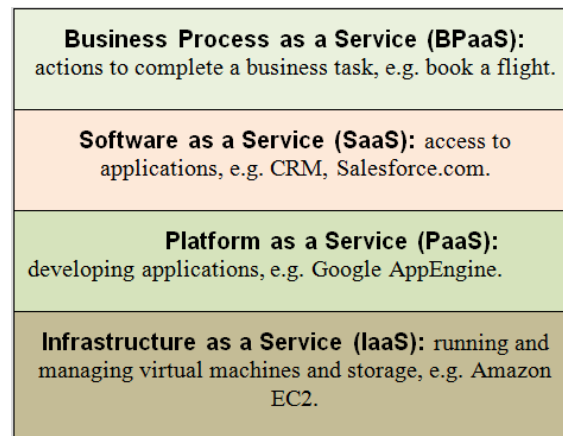 Business Process as a Service (BPaaS):
actions to complete a business task, e.g. book a flight.
Software as a Service (SaaS): access to
applications, e.g. CRM, Salesforce.com.
Platform as a Service (PaaS):
developing applications, e.g. Google AppEngine.
Infrastructure as a Service (IaaS): running and
managing virtual machines and storage, e.g. Amazon
EC2.